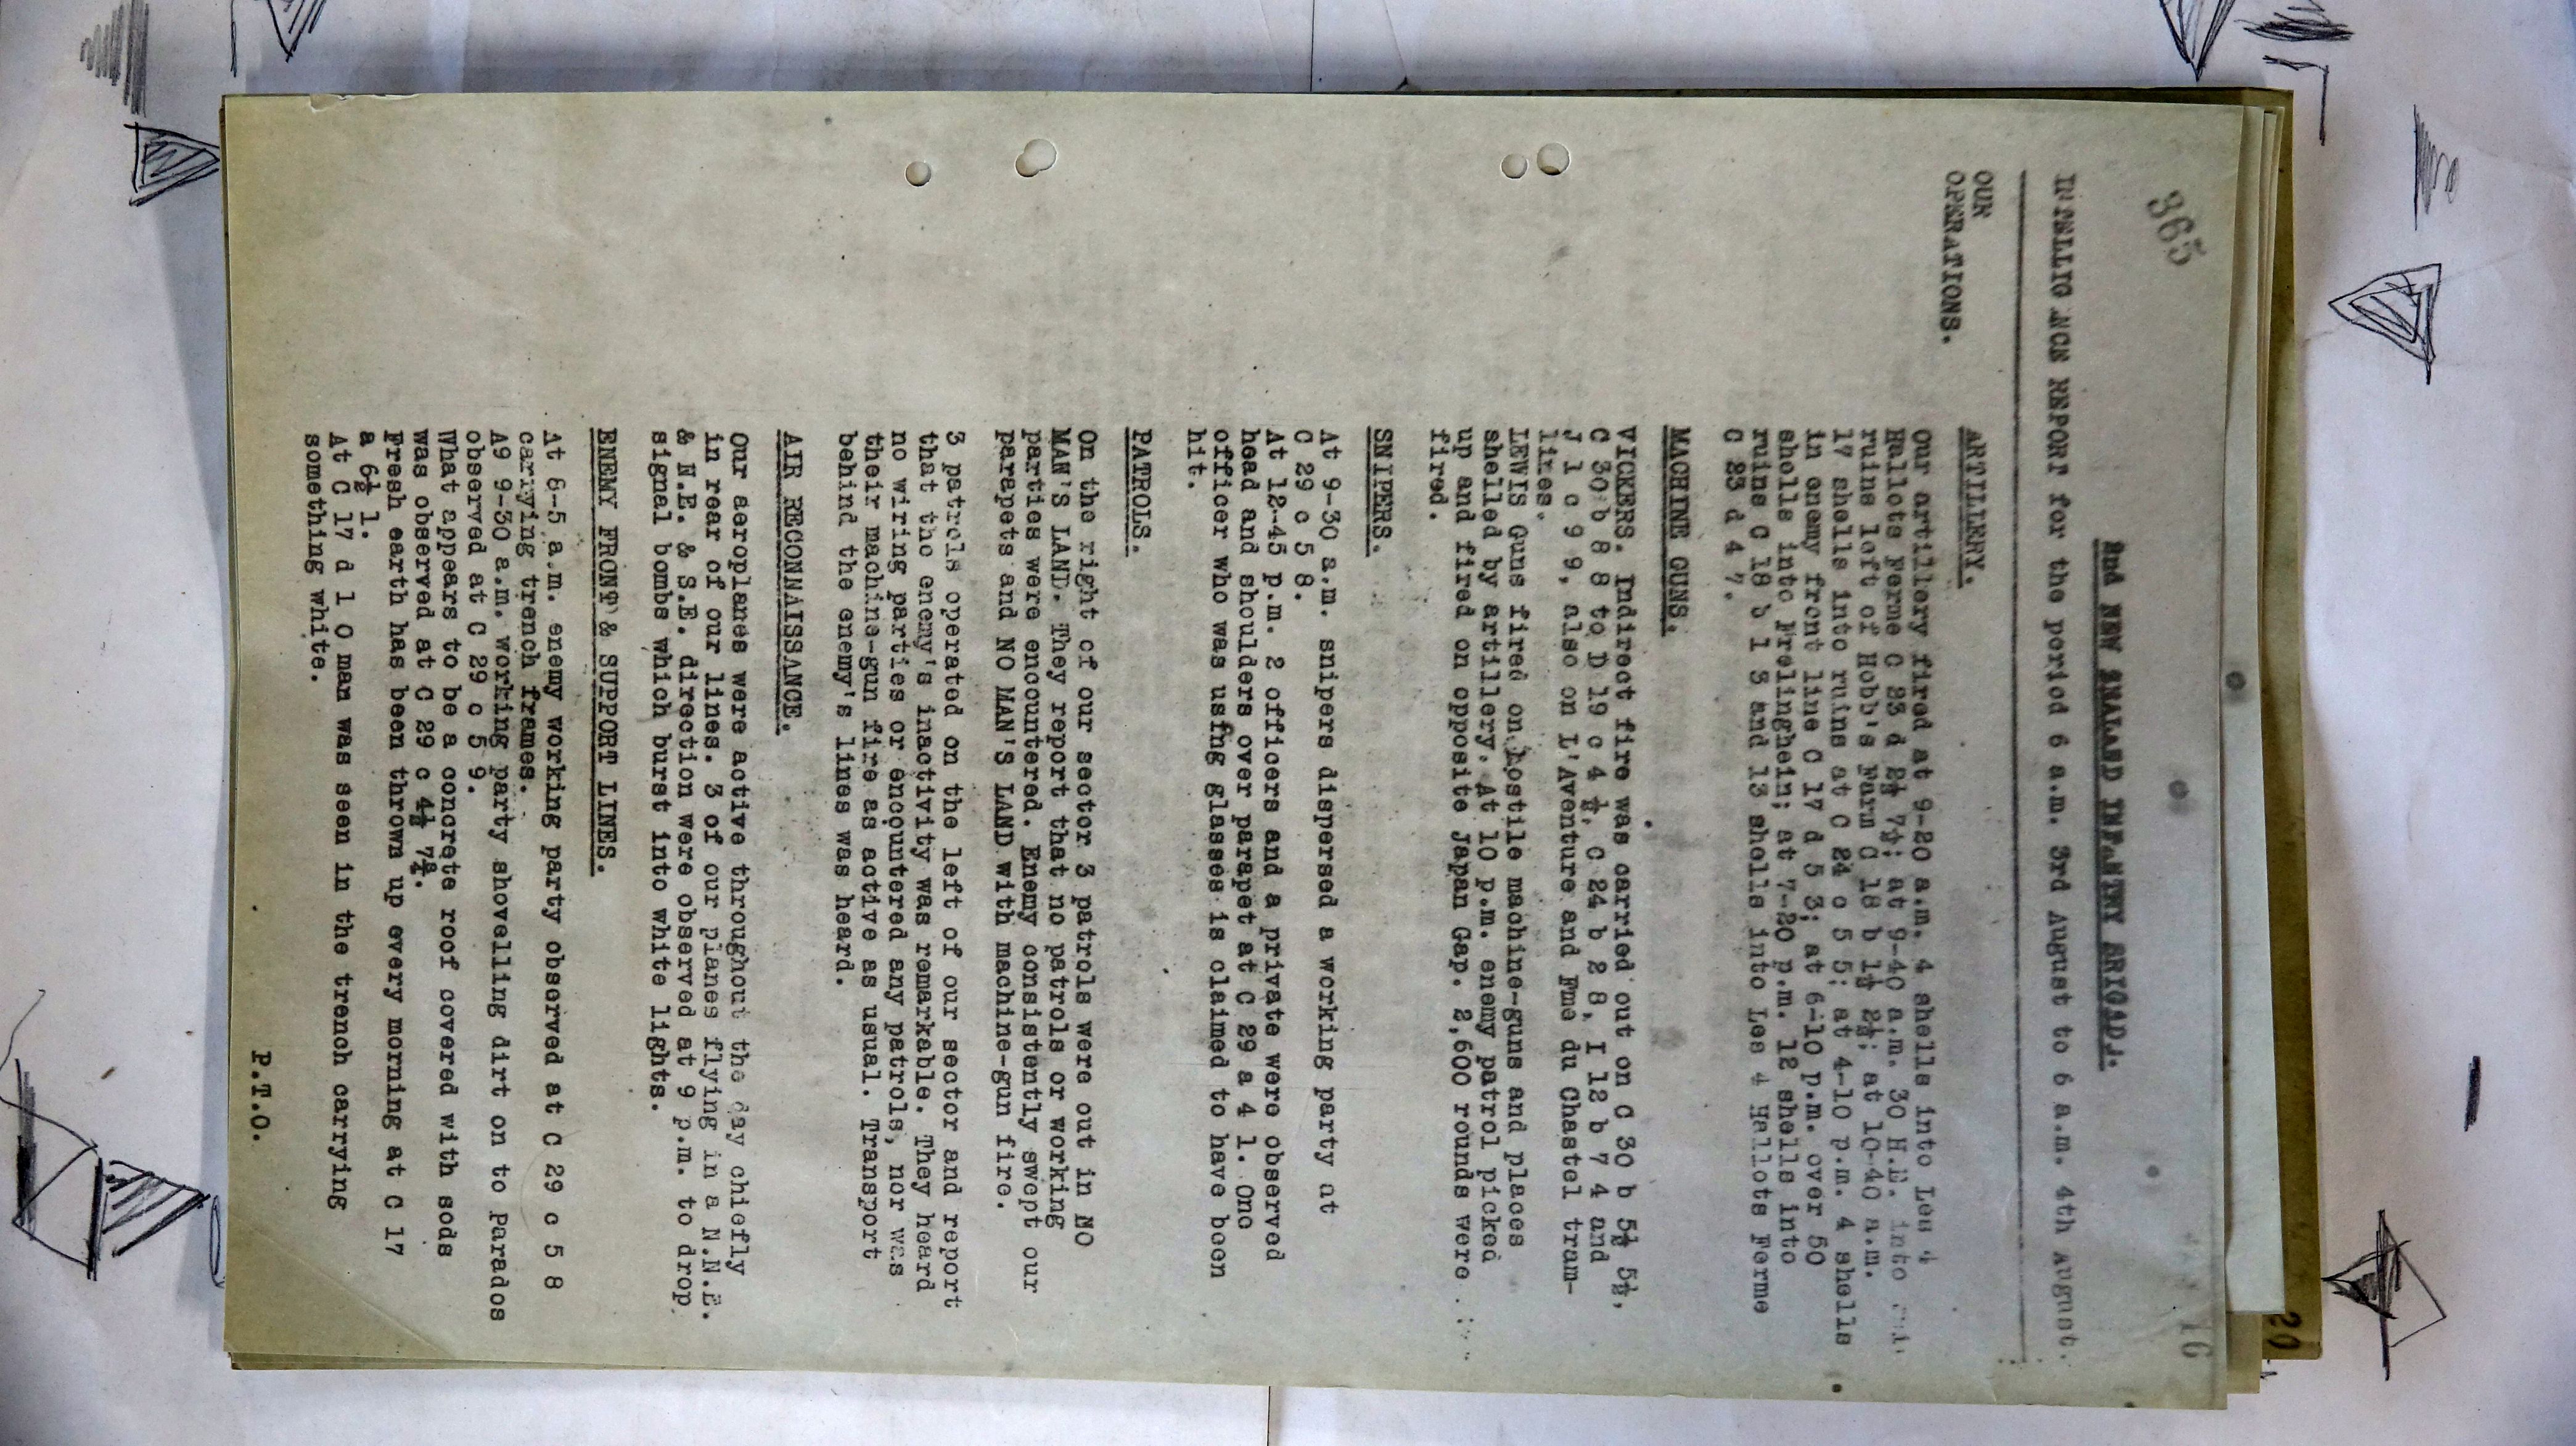 365
2nd NEW ZNALAND INFANTRY BRIGADE.
INTELLIGENCE REPORT for the period 6 a.m. 3rd August to 6 a.m. 4th August.
OUR
OPERATIONS.
ARTILLERY.
Our artillery fired at 9-20 a.m. 4 shells into Les 4
Hallots Ferme C 23 d 2½ 7½; at 9-40 a.m. 30 H.E. into
ruins left of Hobb's Farm C 18 b 1½ 2½; at 10-40 a.m.
17 shells into ruins at C 24 c 5 5; at 4-10 p.m. 4 shells
in enemy front line C 17 d 5 3; at 6-10 p.m. over 50
shells into Frelinghein; at 7-20 p.m. 12 shells into
ruins C 18 b 1 3 and 13 shells into Les 4 Hallots Ferme
C 23 d 4 7.
MACHINE GUNS.
VICKERS. Indirect fire was carried out on C 30 b 5½ 5½,
C 30 b 8 8 to D 19 c 4 ½, C 24 b 2 8, I 12 b 7 4 and
J 1 c 9 9, also on L'Aventure and Fme du Chastel tram-
lines.
LEWIS Guns fired on hostile machine-guns and places
shelled by artillery. At 10 p.m. enemy patrol picked
up and fired on opposite Japan Gap. 2,600 rounds were
fired.
SNIPERS.
At 9-30 a.m. snipers dispersed a working party at
C 29 c 5 8.
At 12-45 p.m. 2 officers and a private were observed
head and shoulders over parapet at C 29 a 4 1. One
officer who was using glasses is claimed to have been
hit.
PATROLS.
On the right of our sector 3 patrols were out in NO
MAN'S LAND. They report that no patrols or working
parties were encountered. Enemy consistently swept our
parapets and NO MAN'S LAND with machine-gun fire.
3 patrols operated on the left of our sector and report
that the enemy's inactivity was remarkable. They heard
no wiring parties or encountered any patrols, nor was
their machine-gun fire as active as usual. Transport
behind the enemy's lines was heard.
AIR RECONNAISSANCE.
Our aeroplanes were active throughout the day chiefly
in rear of our lines. 3 of our planes flying in a N.N.E.
& N.E. & S.E. direction were observed at 9 p.m. to drop
signal bombs which burst into white lights.
ENEMY FRONT & SUPPORT LINES.
At 6-5 a.m. enemy working party observed at C 29 c 5 8
carrying trench frames.
A9 9-30 a.m. working party shovelling dirt on to Parados
observed at C 29 c 5 9.
What appears to be a concrete roof covered with sods
was observed at C 29 c 4½ 7¾.
Fresh earth has been thrown up every morning at C 17
a 6½ 1.
At C 17 d 1 0 man was seen in the trench carrying
something white.
P.T.O.
16
20